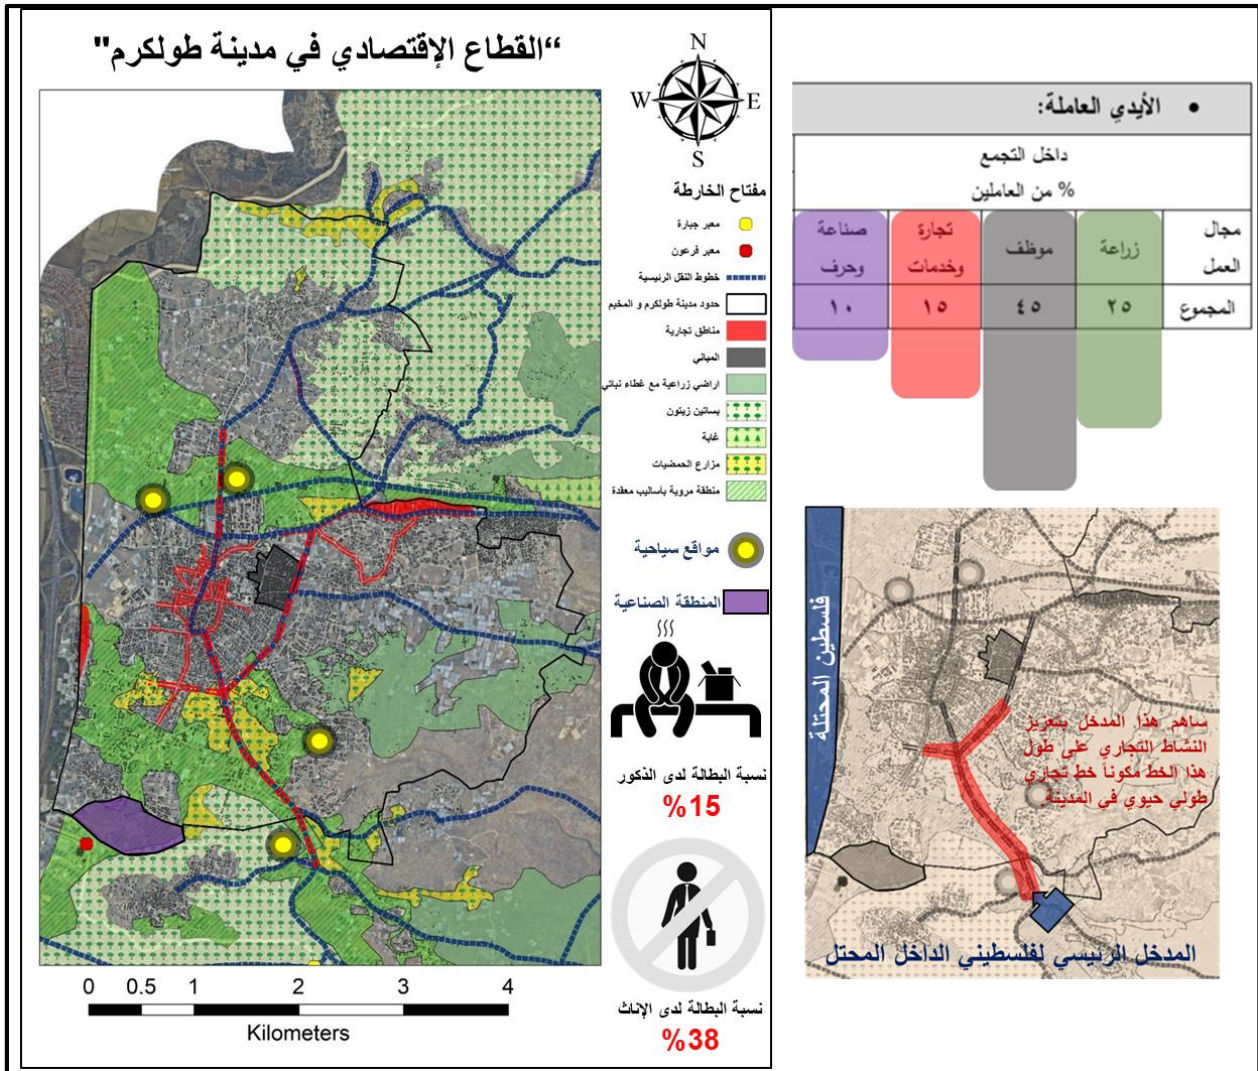 “القطاع الإقتصادي في مدينة طولكرم"
N
W
E
S
مفتاح الخارطة
معبر جبارة
معبر فرعون
خطوط النقل الرئيسية
حدود مدينة طولكرم و المخيم
مناطق تجارية
المباني
اراضي زراعية مع غطاء نباتي
بساتين زيتون
غابة
مزارع الحمضيات
منطقة مروية بأساليب معقدة
مواقع سياحية
المنطقة الصناعية
نسبة البطالة لدى الذكور
%15
نسبة البطالة لدى الإناث
%38
0 0.5 1 2 3 4
Kilometers
• الأيدي العاملة:
داخل التجمع
% من العاملين
مجال العمل
زراعة
موظف
تجارة وخدمات
صناعة وحرف
المجموع
٢٥
٤٥
١٥
١٠
فلسطين المحتلة
ساهم هذا المدخل بتعزيز
النشاط التجاري على طول
هذا الخط مكوناً خط تجاري
طولي حيوي في المدينة.
المدخل الرئيسي لفلسطيني الداخل المحتل